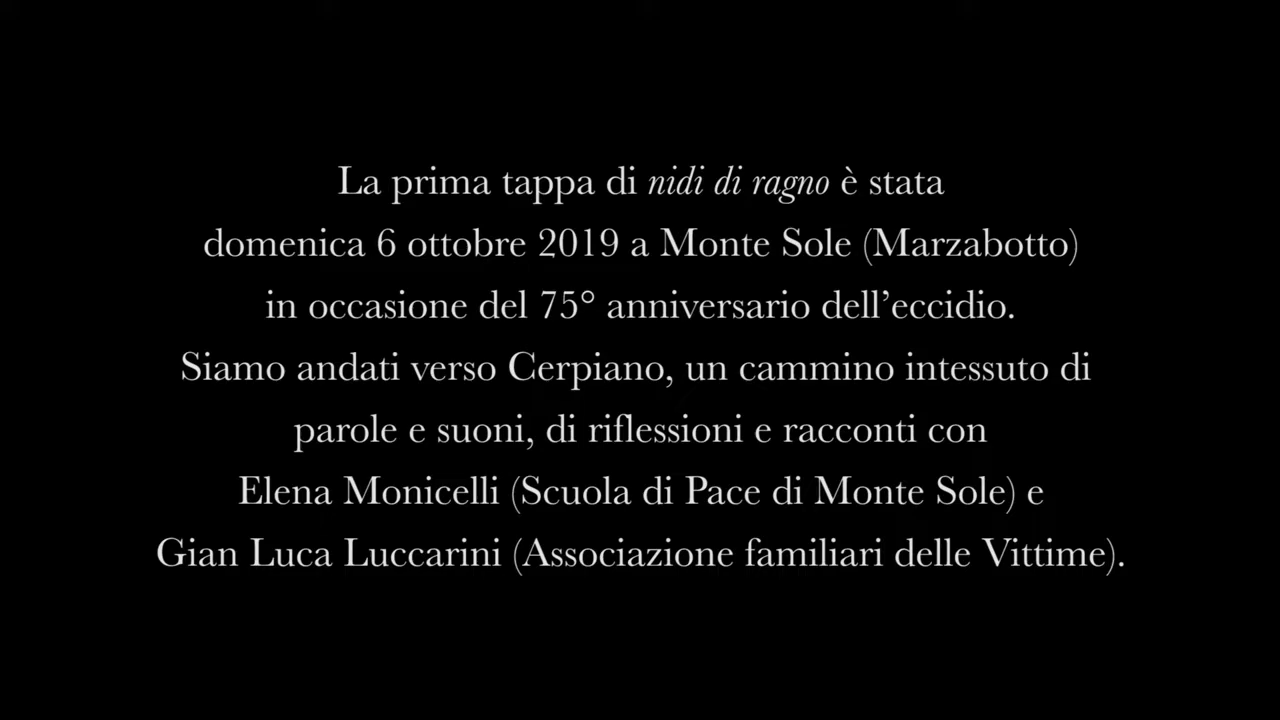 La prima tappa di nidi di ragno è stata
domenica 6 ottobre 2019 a Monte Sole (Marzabotto)
in occasione del 75° anniversario dell’eccidio.
Siamo andati verso Cerpiano, un cammino intessuto di
parole e suoni, di riflessioni e racconti con
Elena Monicelli (Scuola di Pace di Monte Sole) e
Gian Luca Luccarini (Associazione familiari delle Vittime).